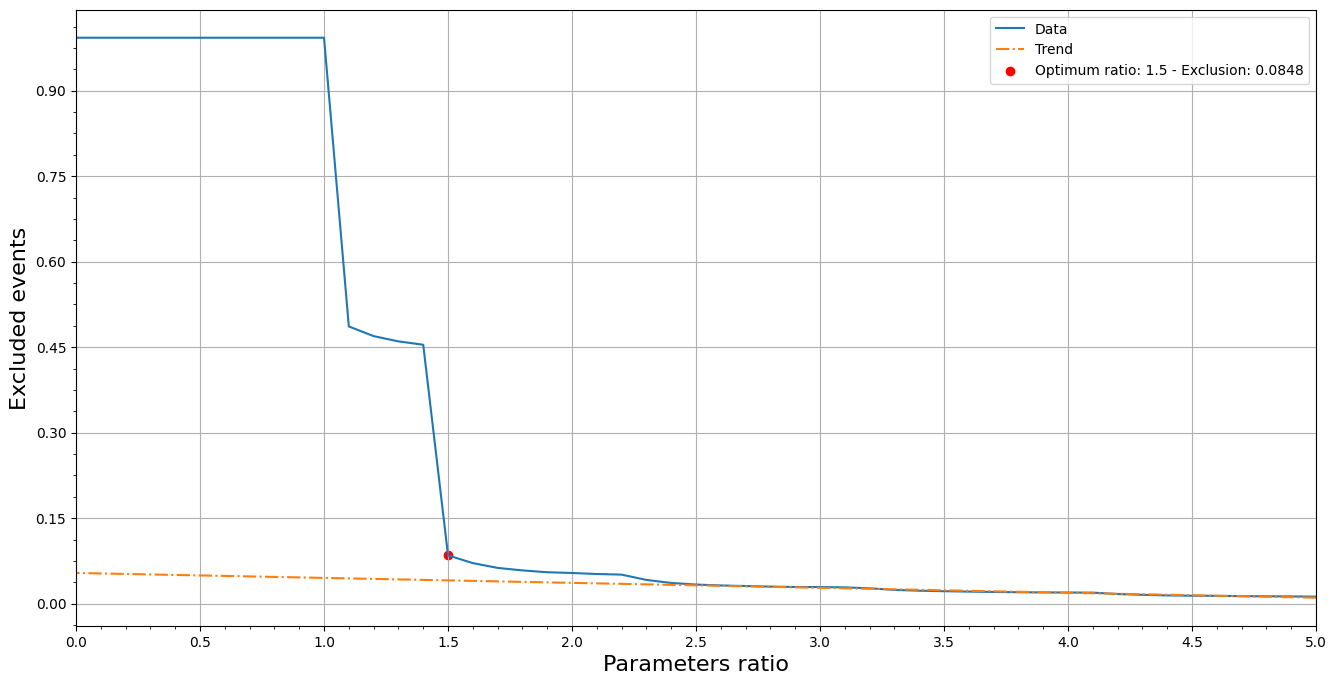 Data
Trend
Optimum ratio: 1.5 - Exclusion: 0.0848
Excluded events
0.90
0.75
0.60
0.45
0.30
0.15
0.00
0.0 0.5 1.0 1.5 2.0 2.5 3.0 3.5 4.0 4.5 5.0
Parameters ratio